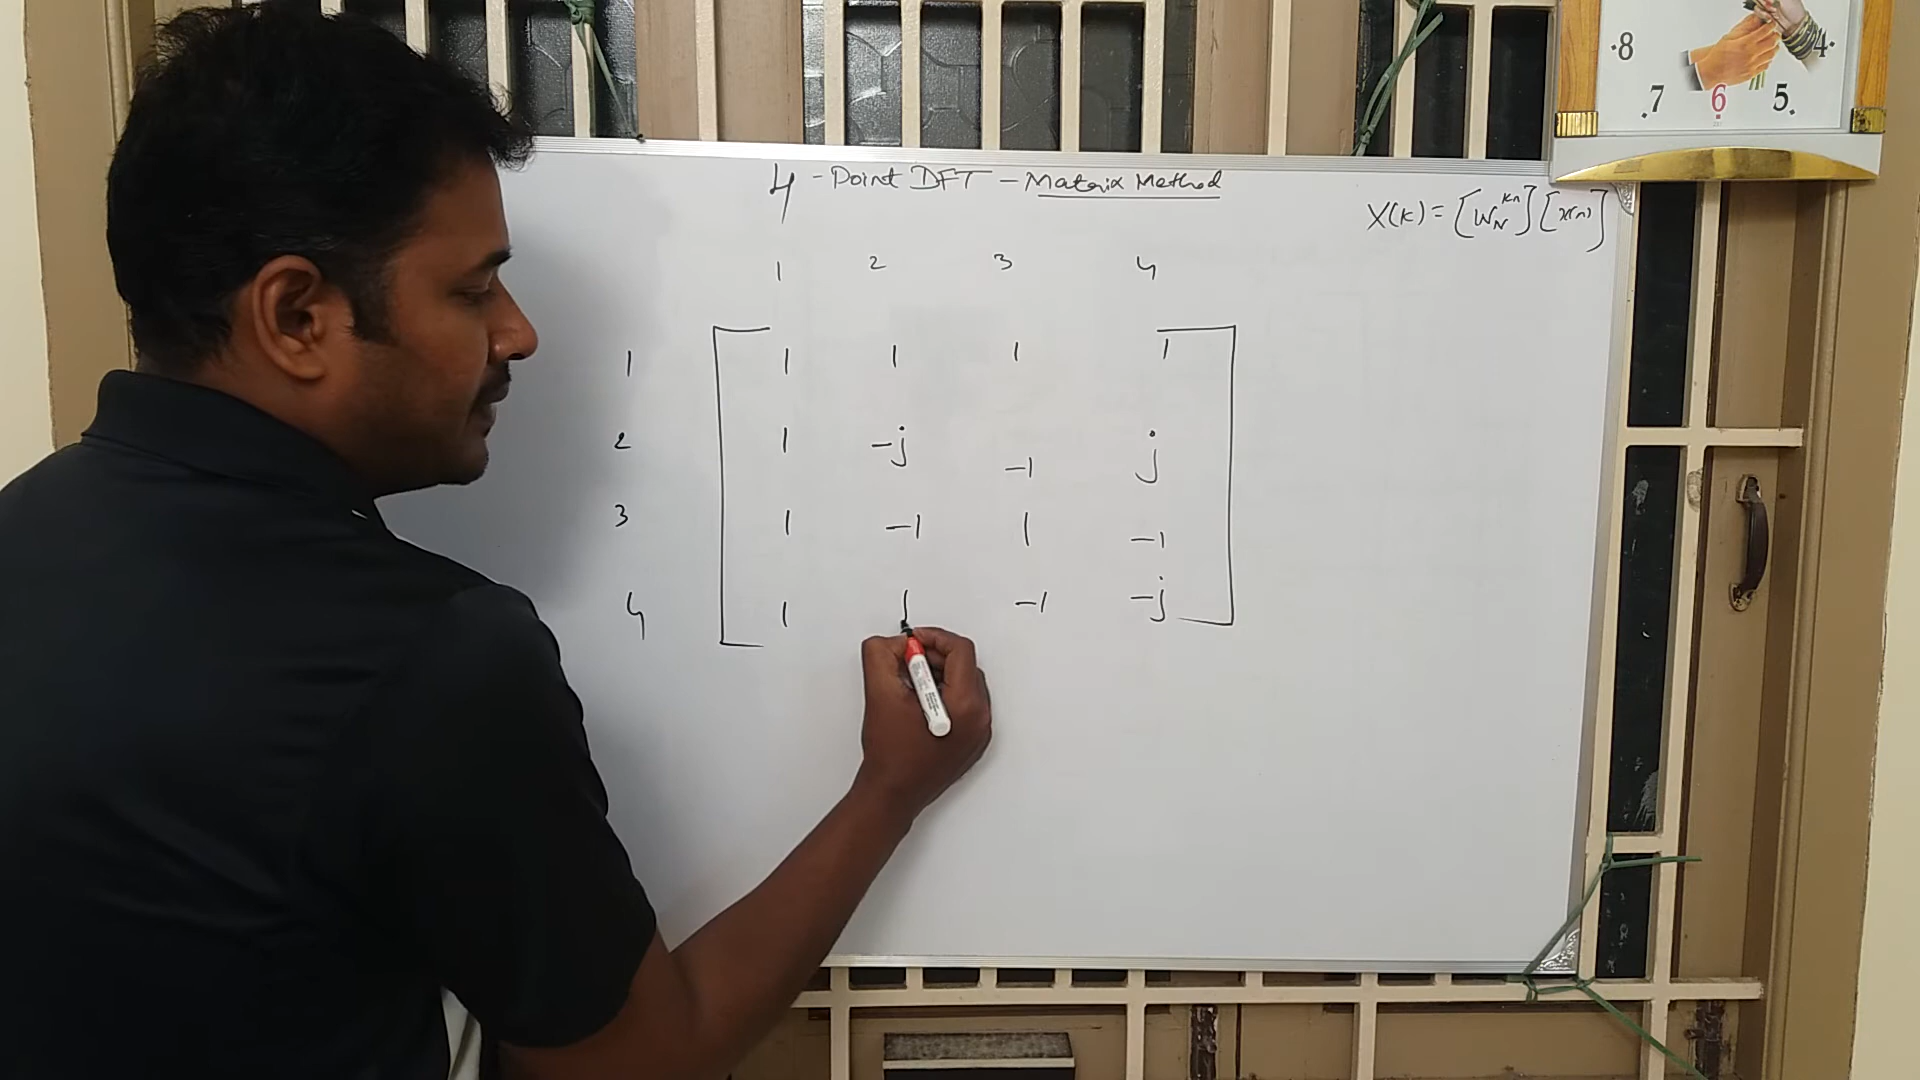 ·8 4·
.7 6 5.
4 - Point DFT - Matrix Method
X(k) = [W_N^{kn}] [x(n)]
1 2 3 4
1 1 1 1 1
2 1 -j -1 j
3 1 -1 1 -1
4 1 j -1 -j